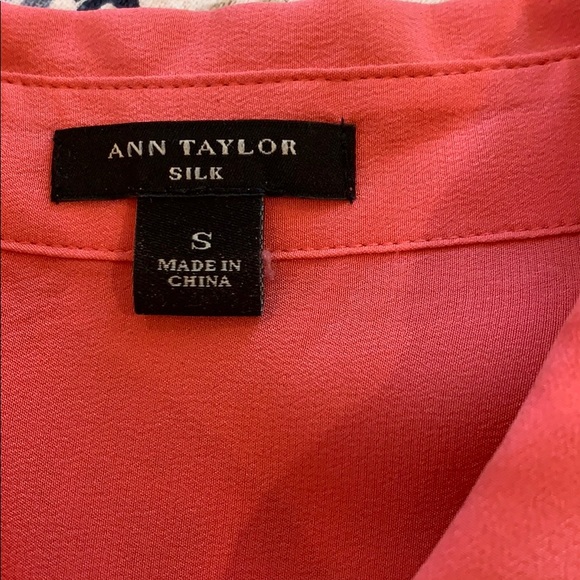 ANN TAYLOR
SILK
S
MADE IN
CHINA